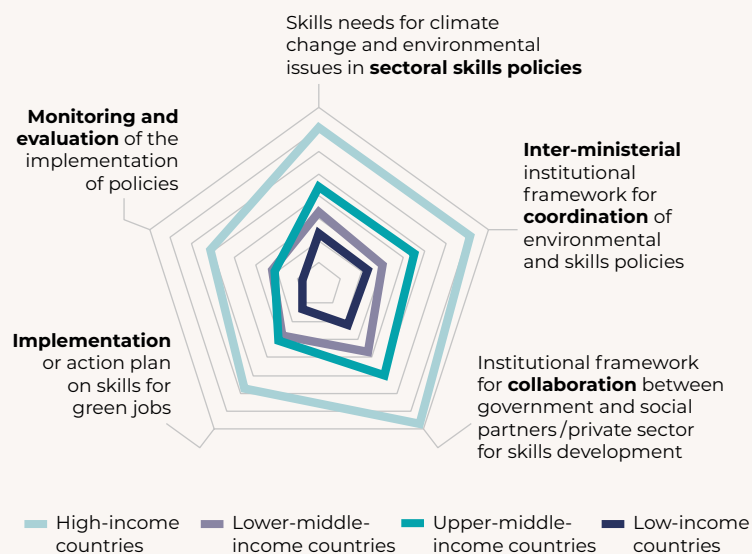 Skills needs for climate
change and environmental
issues in sectoral skills policies
Monitoring and
evaluation of the
implementation
of policies
Inter-ministerial
institutional
framework for
coordination of
environmental
and skills policies
Implementation
or action plan
on skills for
green jobs
Institutional framework
for collaboration between
government and social
partners/private sector
for skills development
High-income
countries
Lower-middle-
income countries
Upper-middle-
income countries
Low-income
countries